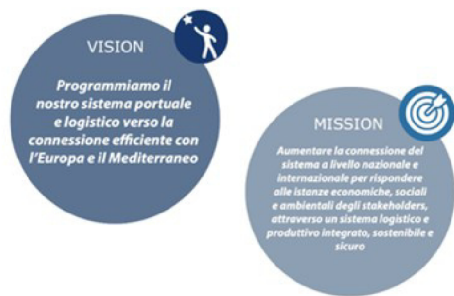 VISION
Programmiamo il
nostro sistema portuale
e logistico verso la
connessione efficiente con
l'Europa e il Mediterraneo
MISSION
Aumentare la connessione del
sistema a livello nazionale e
internazionale per rispondere
alle istanze economiche, sociali
e ambientali degli stakeholders,
attraverso un sistema logistico e
produttivo integrato, sostenibile e
sicuro